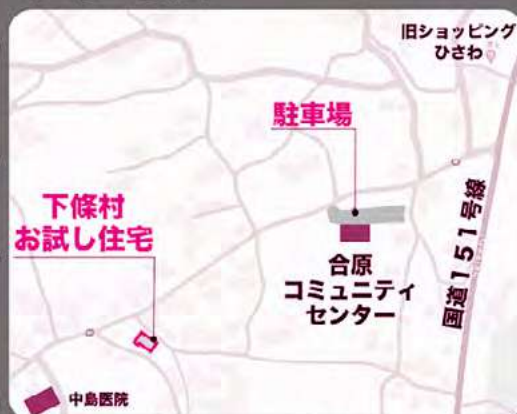 旧ショッピング
ひさわ
駐車場
下條村
お試し住宅
合原
コミュニティ
センター
国道151号線
中島医院